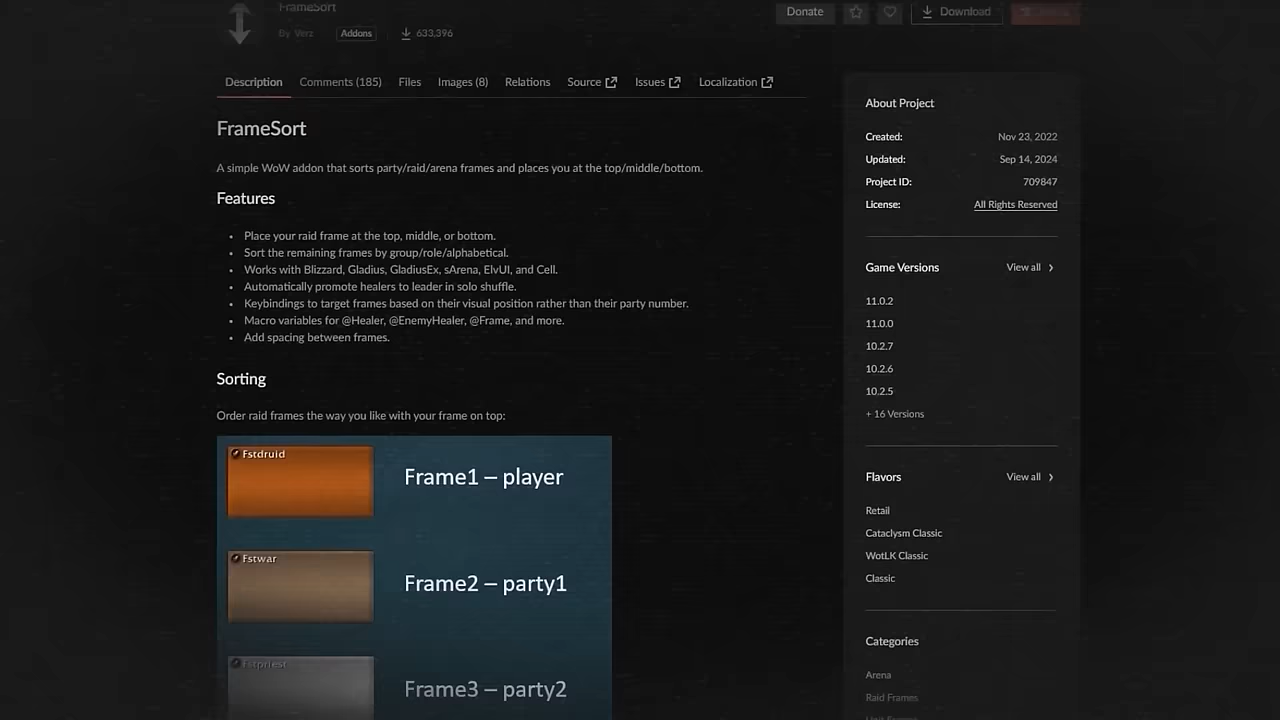 FrameSort
Donate
Download
By Verz
Addons
633,396
Description
Comments (185)
Files
Images (8)
Relations
Source
Issues
Localization
FrameSort
A simple WoW addon that sorts party/raid/arena frames and places you at the top/middle/bottom.
Features
Place your raid frame at the top, middle, or bottom.
Sort the remaining frames by group/role/alphabetical.
Works with Blizzard, Gladius, GladiusEx, sArena, ElvUI, and Cell.
Automatically promote healers to leader in solo shuffle.
Keybindings to target frames based on their visual position rather than their party number.
Macro variables for @Healer, @EnemyHealer, @Frame, and more.
Add spacing between frames.
Sorting
Order raid frames the way you like with your frame on top:
Fstdruid
Frame1 – player
Fstwar
Frame2 – party1
Fstpriest
Frame3 – party2
About Project
Created: Nov 23, 2022
Updated: Sep 14, 2024
Project ID: 709847
License: All Rights Reserved
Game Versions View all
11.0.2
11.0.0
10.2.7
10.2.6
10.2.5
+ 16 Versions
Flavors View all
Retail
Cataclysm Classic
WotLK Classic
Classic
Categories
Arena
Raid Frames